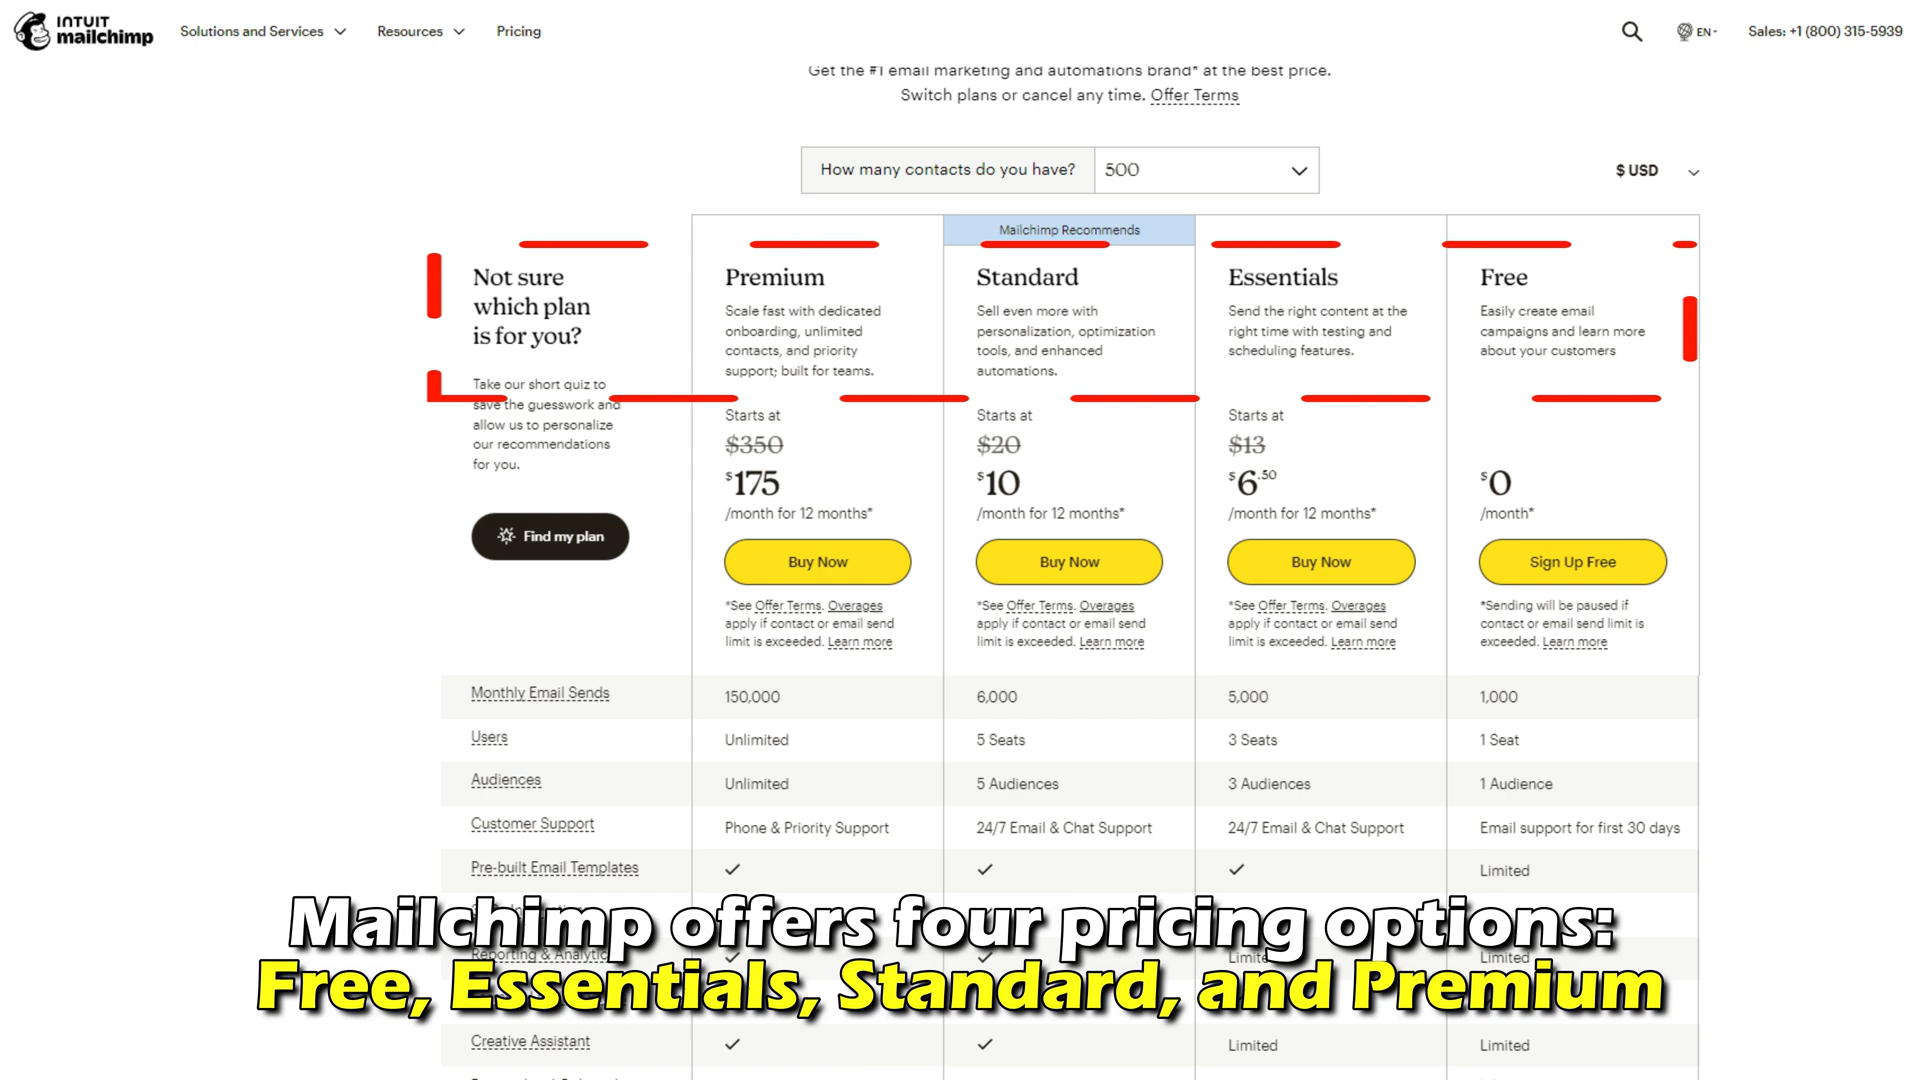 INTUIT
mailchimp
Solutions and Services
Resources
Pricing
EN
Sales: +1 (800) 315-5939
Get the #1 email marketing and automations brand* at the best price.
Switch plans or cancel any time. Offer Terms
How many contacts do you have?
500
$ USD
Mailchimp Recommends
Not sure
which plan
is for you?
Take our short quiz to
save the guesswork and
allow us to personalize
our recommendations
for you.
Find my plan
Premium
Scale fast with dedicated
onboarding, unlimited
contacts, and priority
support; built for teams.
Starts at
$350
$175
/month for 12 months*
Buy Now
*See Offer Terms. Overages
apply if contact or email send
limit is exceeded. Learn more
Standard
Sell even more with
personalization, optimization
tools, and enhanced
automations.
Starts at
$20
$10
/month for 12 months*
Buy Now
*See Offer Terms. Overages
apply if contact or email send
limit is exceeded. Learn more
Essentials
Send the right content at the
right time with testing and
scheduling features.
Starts at
$13
$6.50
/month for 12 months*
Buy Now
*See Offer Terms. Overages
apply if contact or email send
limit is exceeded. Learn more
Free
Easily create email
campaigns and learn more
about your customers
$0
/month*
Sign Up Free
*Sending will be paused if
contact or email send limit is
exceeded. Learn more
Monthly Email Sends 150,000 6,000 5,000 1,000
Users Unlimited 5 Seats 3 Seats 1 Seat
Audiences Unlimited 5 Audiences 3 Audiences 1 Audience
Customer Support Phone & Priority Support 24/7 Email & Chat Support 24/7 Email & Chat Support Email support for first 30 days
Pre-built Email Templates Limited
Mailchimp offers four pricing options:
Reporting & Limited
Free, Essentials, Standard, and Premium
Creative Assistant Limited Limited